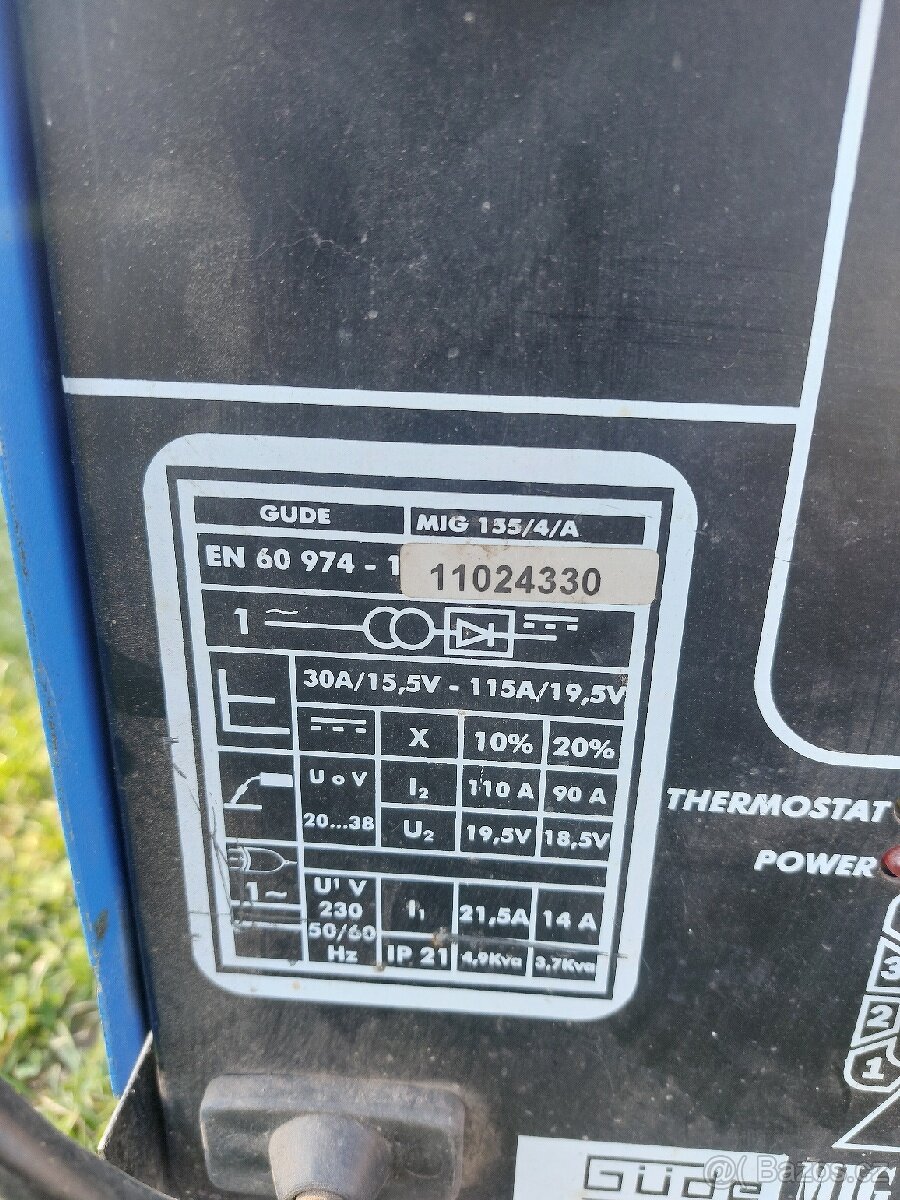 GUDE MIG 155/4/A
EN 60 974 - 1 11024330
1 ~
30A/15,5V - 115A/19,5V
X 10% 20%
U o V I2 110 A 90 A
20...38 U2 19,5V 18,5V
1~ U1 V
230 I1 21,5A 14 A
50/60
Hz IP 21 4,9Kva 3,7Kva
THERMOSTAT
POWER
3
2
1
GÜDE
Bazos.cz